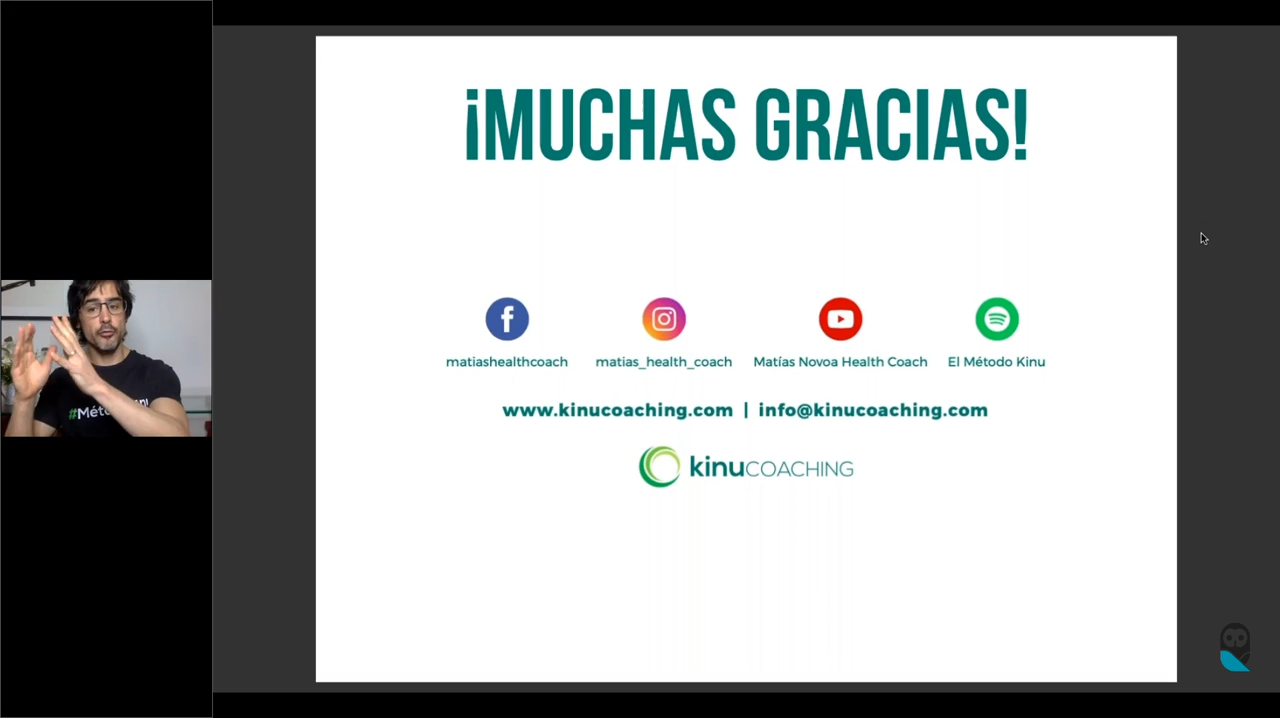 ¡MUCHAS GRACIAS!
matiashealthcoach
matias_health_coach
Matías Novoa Health Coach
El Método Kinu
www.kinucoaching.com | info@kinucoaching.com
kinuCOACHING